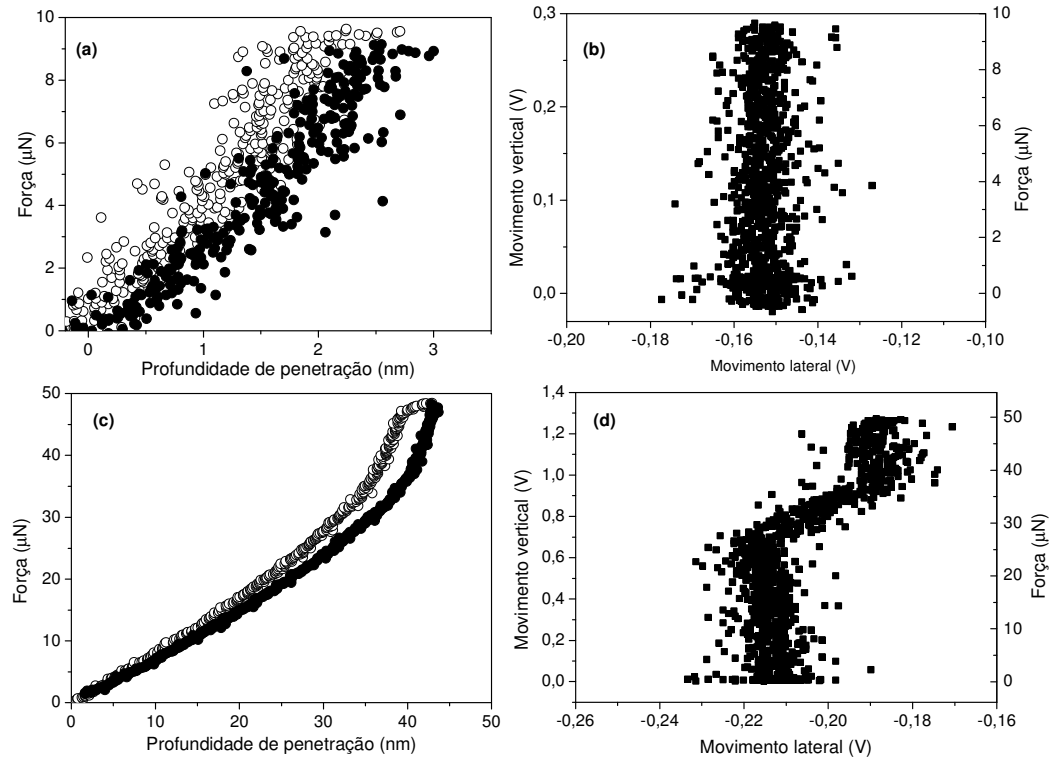 (a)
Força (µN)
10
8
6
4
2
0
0 1 2 3
Profundidade de penetração (nm)
(b)
Movimento vertical (V)
0,3
0,2
0,1
0,0
-0,20 -0,18 -0,16 -0,14 -0,12 -0,10
Movimento lateral (V)
10
8
6
4
2
0
Força (µN)
(c)
Força (µN)
50
40
30
20
10
0
0 10 20 30 40 50
Profundidade de penetração (nm)
(d)
Movimento vertical (V)
1,4
1,2
1,0
0,8
0,6
0,4
0,2
0,0
-0,26 -0,24 -0,22 -0,20 -0,18 -0,16
Movimento lateral (V)
50
40
30
20
10
0
Força (µN)